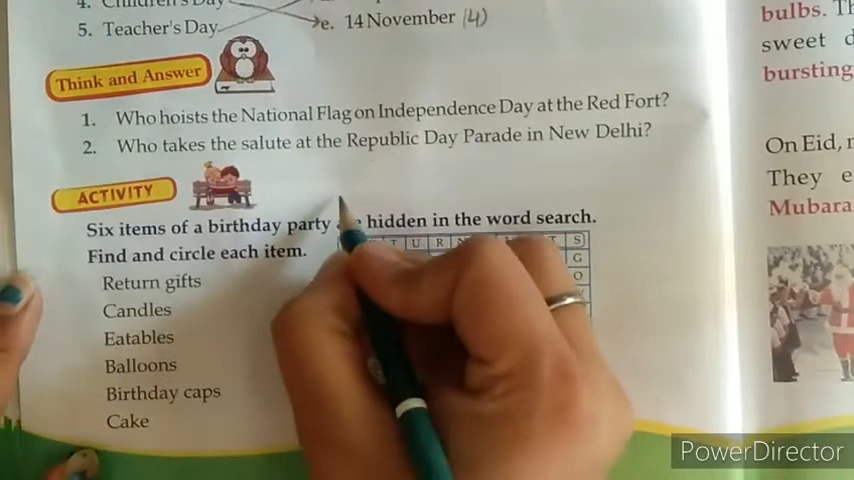 4. Children's Day
5. Teacher's Day e. 14 November (4)
Think and Answer
1. Who hoists the National Flag on Independence Day at the Red Fort?
2. Who takes the salute at the Republic Day Parade in New Delhi?
ACTIVITY
Six items of a birthday party hidden in the word search.
Find and circle each item.
T U R N S
G
O
Return gifts
Candles
Eatables
Balloons
Birthday caps
Cake
bulbs.
sweet
bursting
On Eid,
They
Mubara
PowerDirector